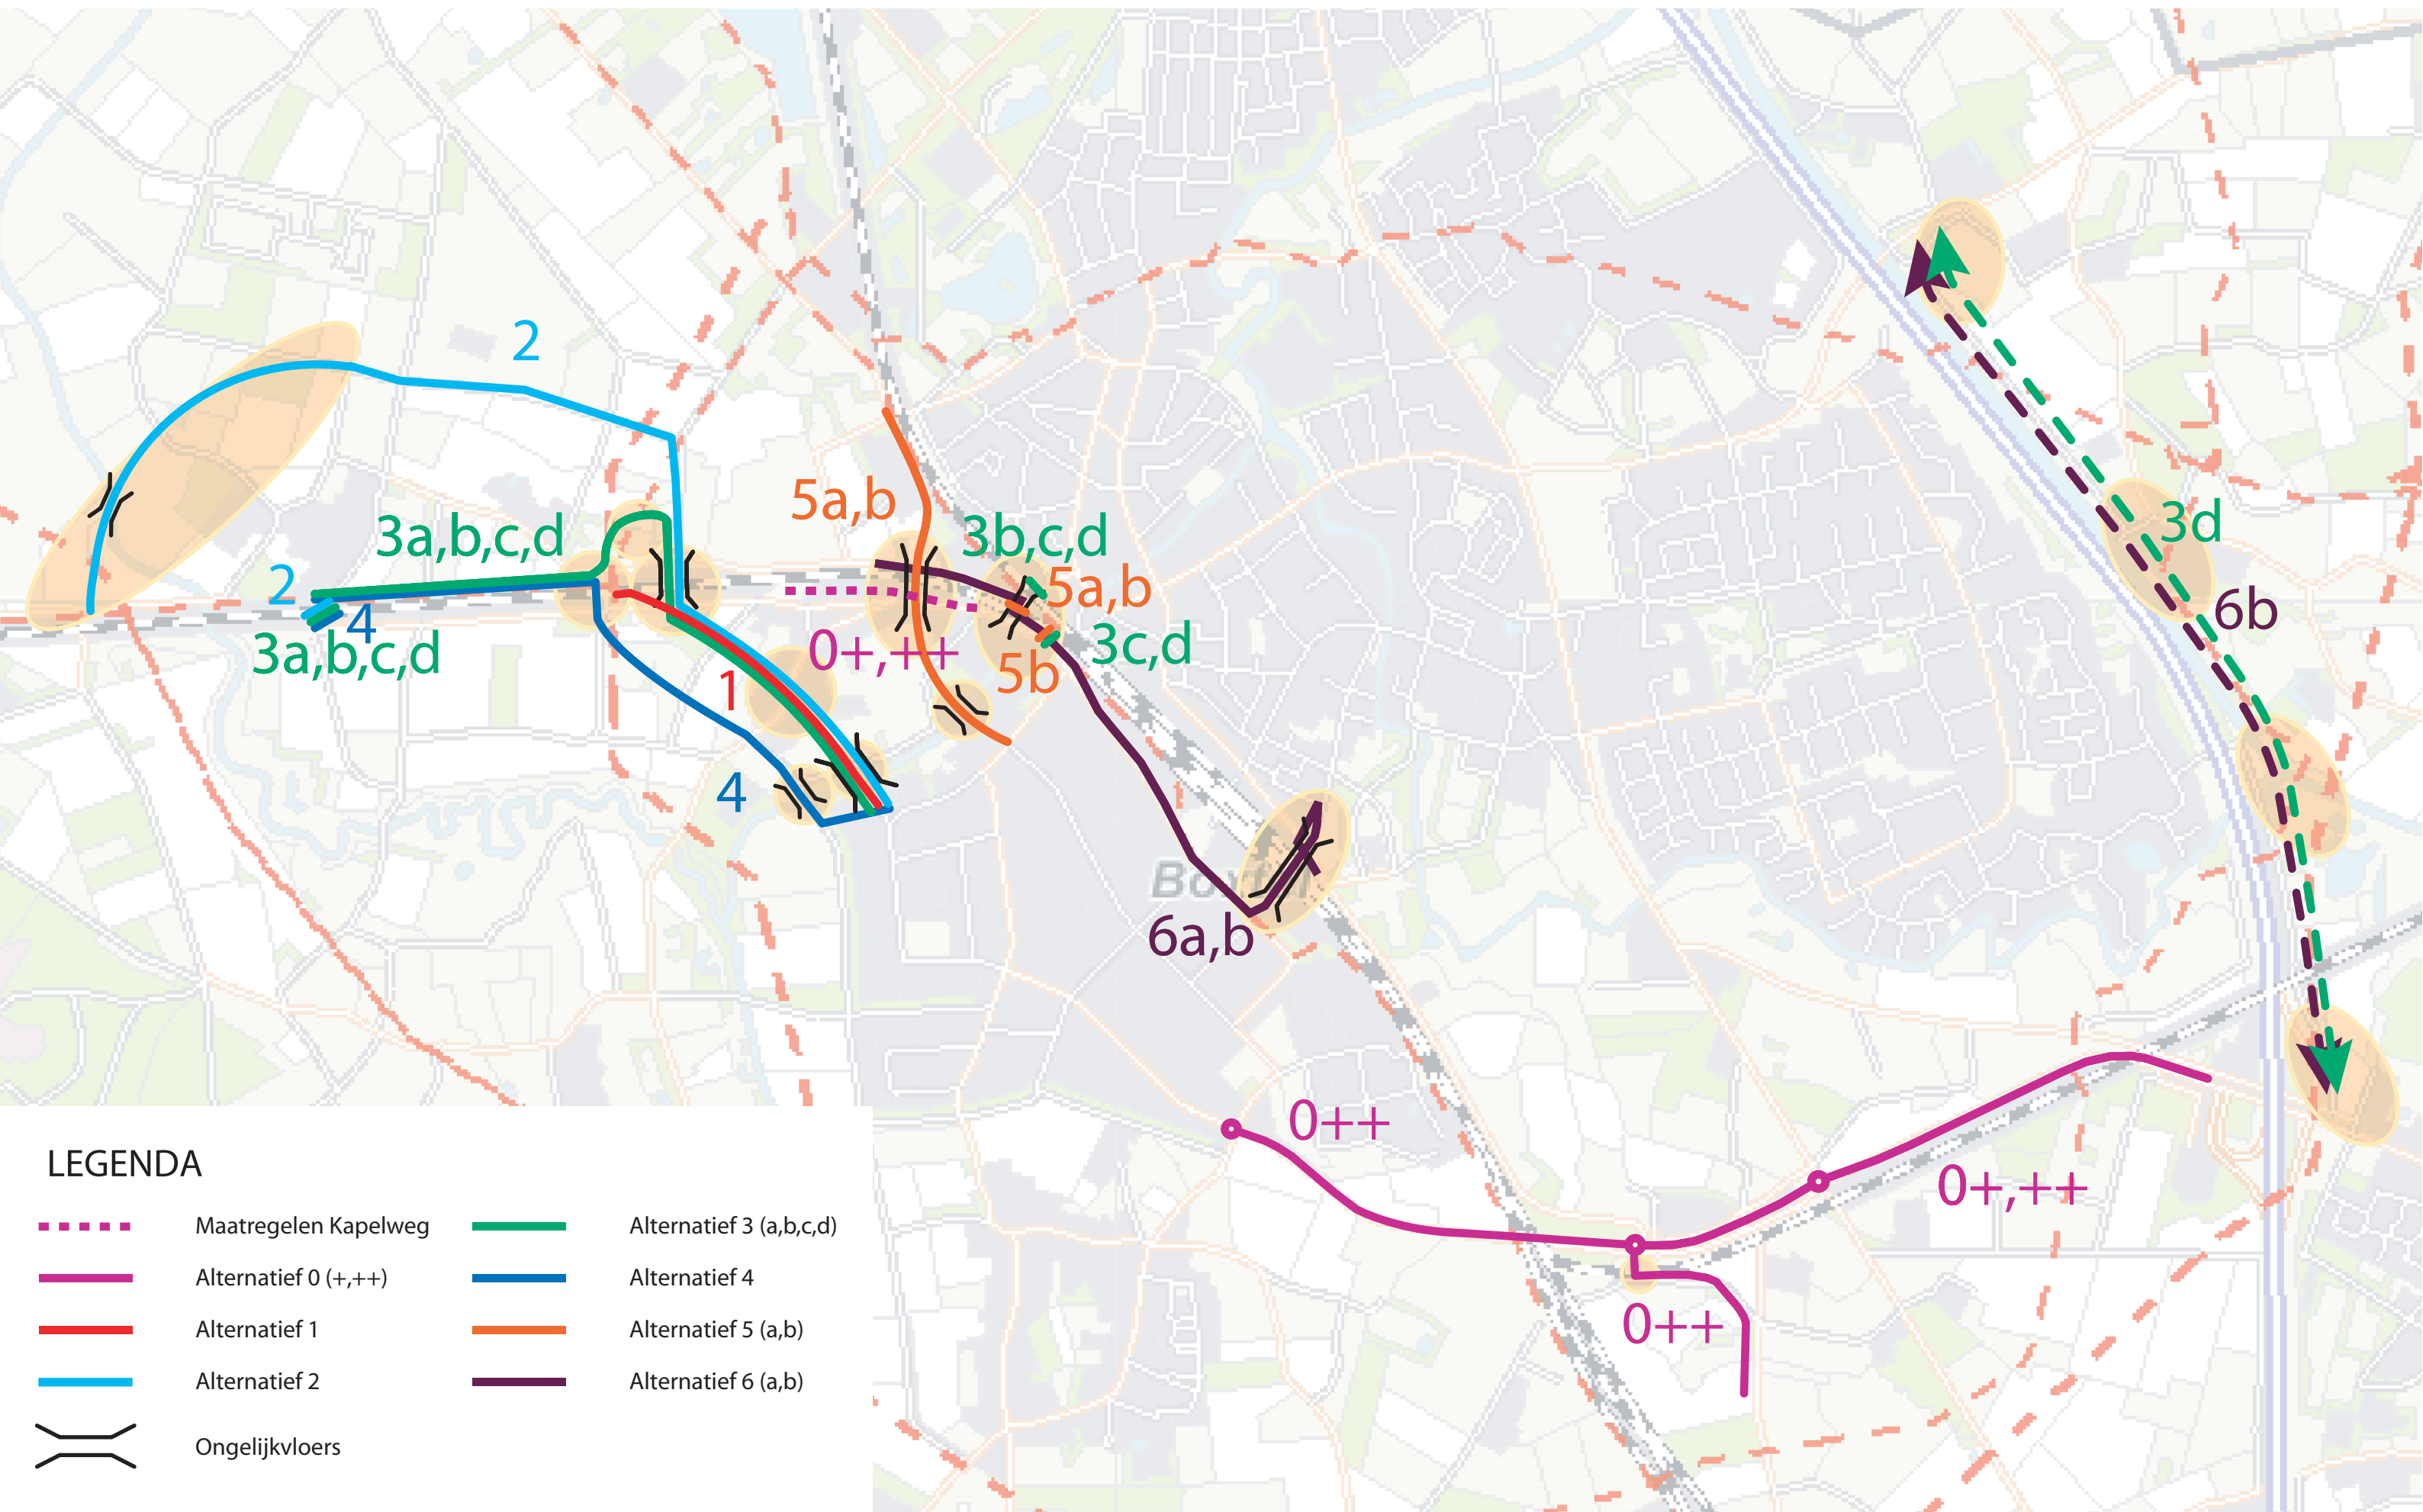 2
5a,b
3a,b,c,d
3b,c,d
3d
2
5a,b
4
6b
3a,b,c,d
0+,++
3c,d
5b
1
4
Boxtel
6a,b
0++
0+,++
0++
LEGENDA
Maatregelen Kapelweg
Alternatief 0 (+,++)
Alternatief 1
Alternatief 2
Ongelijkvloers
Alternatief 3 (a,b,c,d)
Alternatief 4
Alternatief 5 (a,b)
Alternatief 6 (a,b)